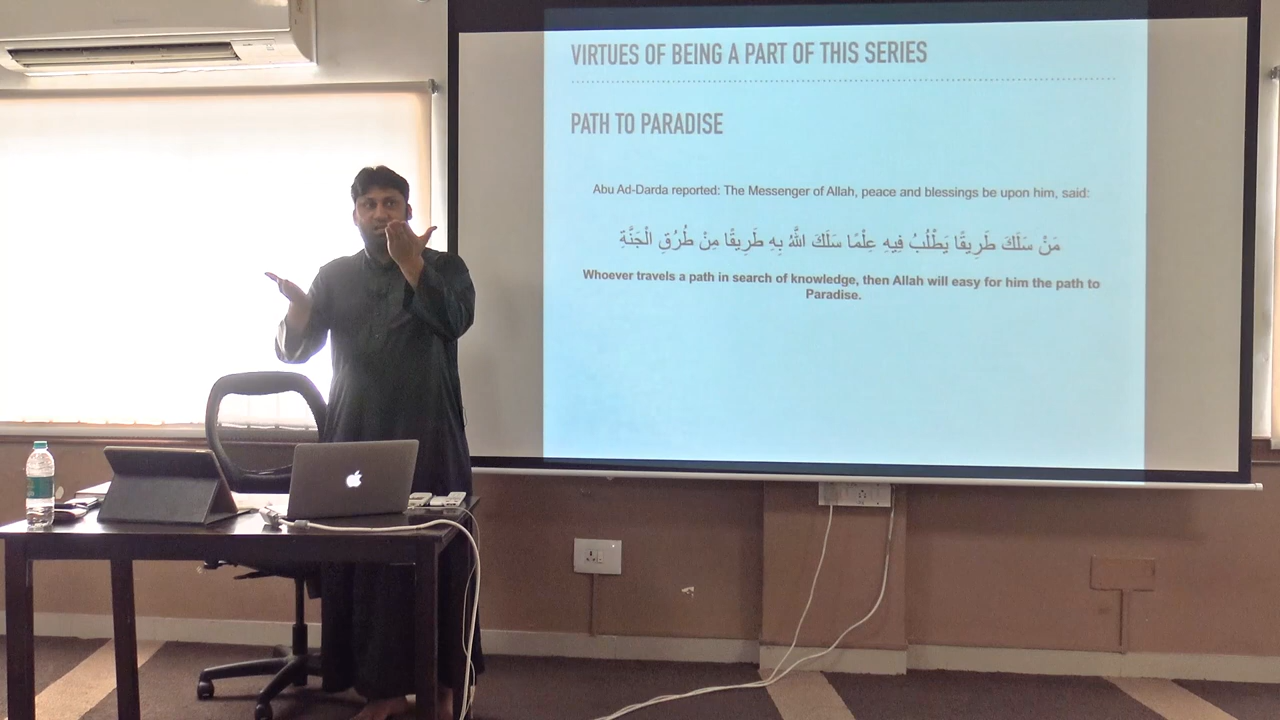 VIRTUES OF BEING A PART OF THIS SERIES
PATH TO PARADISE
Abu Ad-Darda reported: The Messenger of Allah, peace and blessings be upon him, said:
مَنْ سَلَكَ طَرِيقًا يَطْلُبُ فِيهِ عِلْمًا سَلَكَ اللَّهُ بِهِ طَرِيقًا مِنْ طُرُقِ الْجَنَّةِ
Whoever travels a path in search of knowledge, then Allah will easy for him the path to
Paradise.